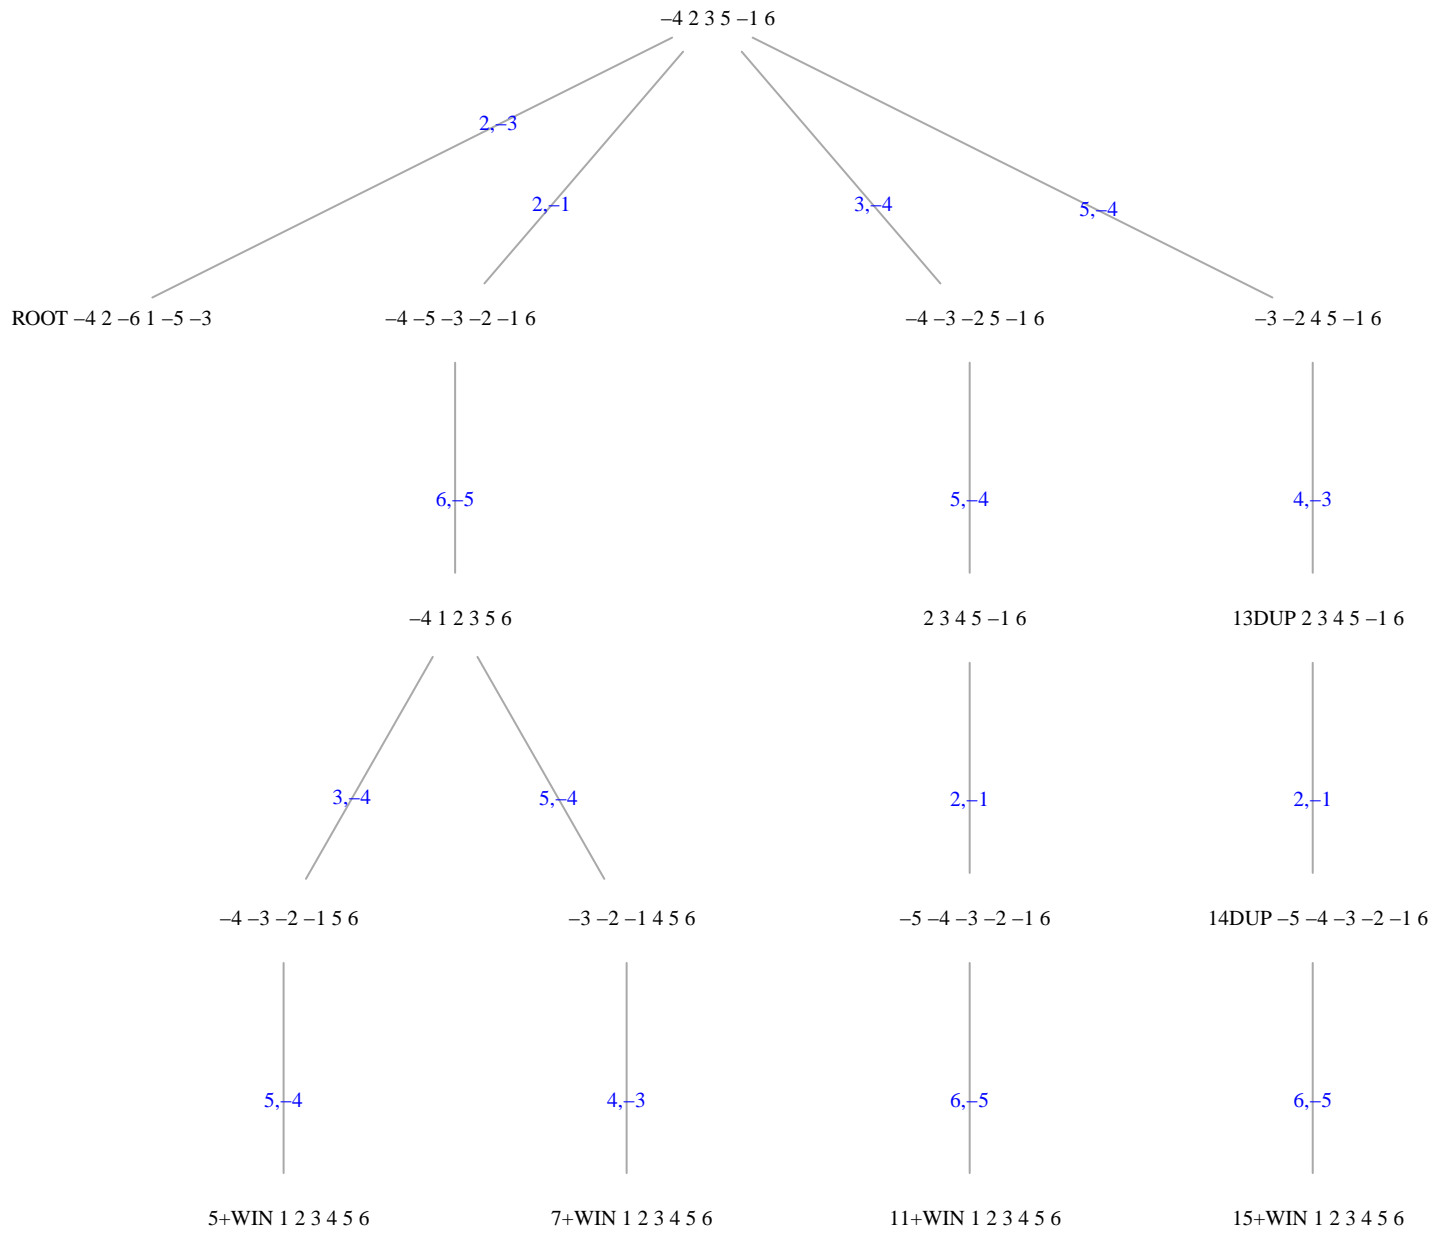 −4 2 3 5 −1 6
2,−3
2,−1
3,−4
5,−4
ROOT −4 2 −6 1 −5 −3
−4 −5 −3 −2 −1 6
−4 −3 −2 5 −1 6
−3 −2 4 5 −1 6
6,−5
5,−4
4,−3
−4 1 2 3 5 6
2 3 4 5 −1 6
13DUP 2 3 4 5 −1 6
3,−4
5,−4
2,−1
2,−1
−4 −3 −2 −1 5 6
−3 −2 −1 4 5 6
−5 −4 −3 −2 −1 6
14DUP −5 −4 −3 −2 −1 6
5,−4
4,−3
6,−5
6,−5
5+WIN 1 2 3 4 5 6
7+WIN 1 2 3 4 5 6
11+WIN 1 2 3 4 5 6
15+WIN 1 2 3 4 5 6